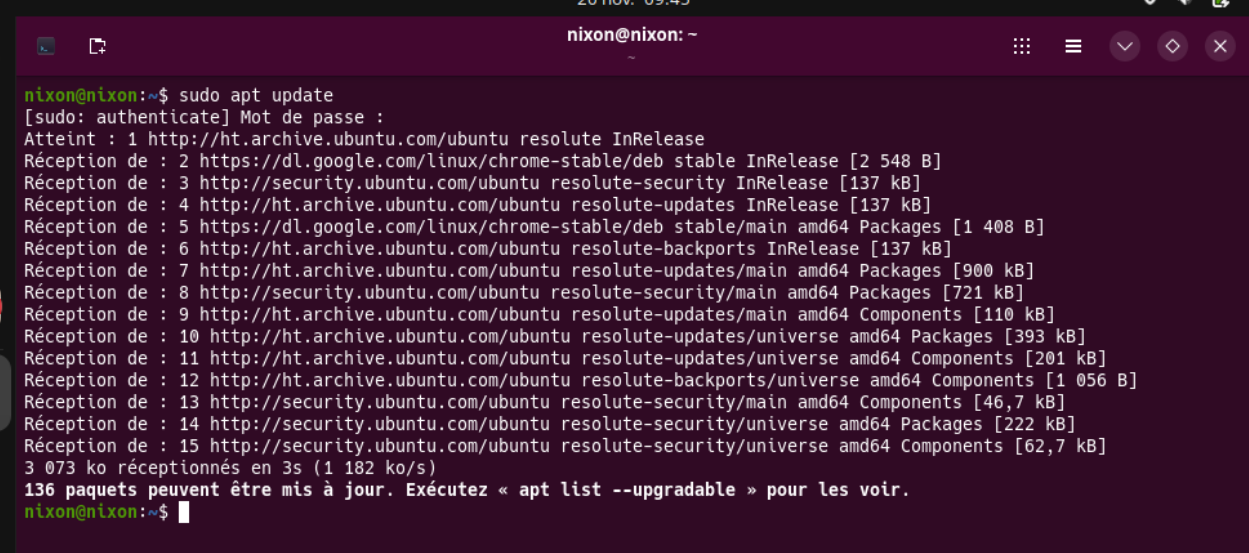 20 nov. 09:45
nixon@nixon: ~
~
nixon@nixon:~$ sudo apt update
[sudo: authenticate] Mot de passe :
Atteint : 1 http://ht.archive.ubuntu.com/ubuntu resolute InRelease
Réception de : 2 https://dl.google.com/linux/chrome-stable/deb stable InRelease [2 548 B]
Réception de : 3 http://security.ubuntu.com/ubuntu resolute-security InRelease [137 kB]
Réception de : 4 http://ht.archive.ubuntu.com/ubuntu resolute-updates InRelease [137 kB]
Réception de : 5 https://dl.google.com/linux/chrome-stable/deb stable/main amd64 Packages [1 408 B]
Réception de : 6 http://ht.archive.ubuntu.com/ubuntu resolute-backports InRelease [137 kB]
Réception de : 7 http://ht.archive.ubuntu.com/ubuntu resolute-updates/main amd64 Packages [900 kB]
Réception de : 8 http://security.ubuntu.com/ubuntu resolute-security/main amd64 Packages [721 kB]
Réception de : 9 http://ht.archive.ubuntu.com/ubuntu resolute-updates/main amd64 Components [110 kB]
Réception de : 10 http://ht.archive.ubuntu.com/ubuntu resolute-updates/universe amd64 Packages [393 kB]
Réception de : 11 http://ht.archive.ubuntu.com/ubuntu resolute-updates/universe amd64 Components [201 kB]
Réception de : 12 http://ht.archive.ubuntu.com/ubuntu resolute-backports/universe amd64 Components [1 056 B]
Réception de : 13 http://security.ubuntu.com/ubuntu resolute-security/main amd64 Components [46,7 kB]
Réception de : 14 http://security.ubuntu.com/ubuntu resolute-security/universe amd64 Packages [222 kB]
Réception de : 15 http://security.ubuntu.com/ubuntu resolute-security/universe amd64 Components [62,7 kB]
3 073 ko réceptionnés en 3s (1 182 ko/s)
136 paquets peuvent être mis à jour. Exécutez « apt list --upgradable » pour les voir.
nixon@nixon:~$